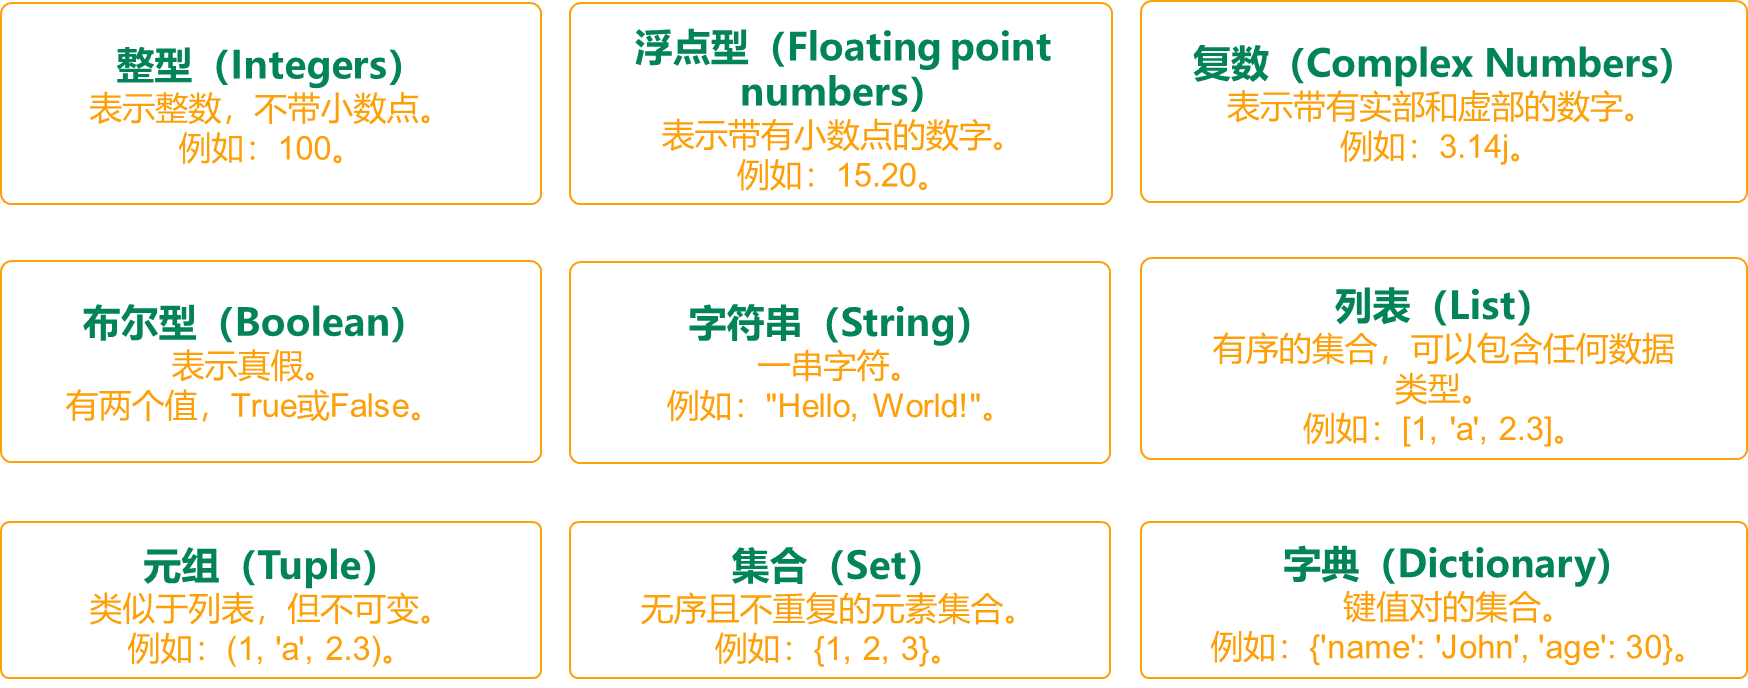 整型（Integers）
表示整数，不带小数点。
例如：100。
浮点型（Floating point
numbers）
表示带有小数点的数字。
例如：15.20。
复数（Complex Numbers）
表示带有实部和虚部的数字。
例如：3.14j。
布尔型（Boolean）
表示真假。
有两个值，True或False。
字符串（String）
一串字符。
例如："Hello, World!"。
列表（List）
有序的集合，可以包含任何数据
类型。
例如：[1, 'a', 2.3]。
元组（Tuple）
类似于列表，但不可变。
例如：(1, 'a', 2.3)。
集合（Set）
无序且不重复的元素集合。
例如：{1, 2, 3}。
字典（Dictionary）
键值对的集合。
例如：{'name': 'John', 'age': 30}。